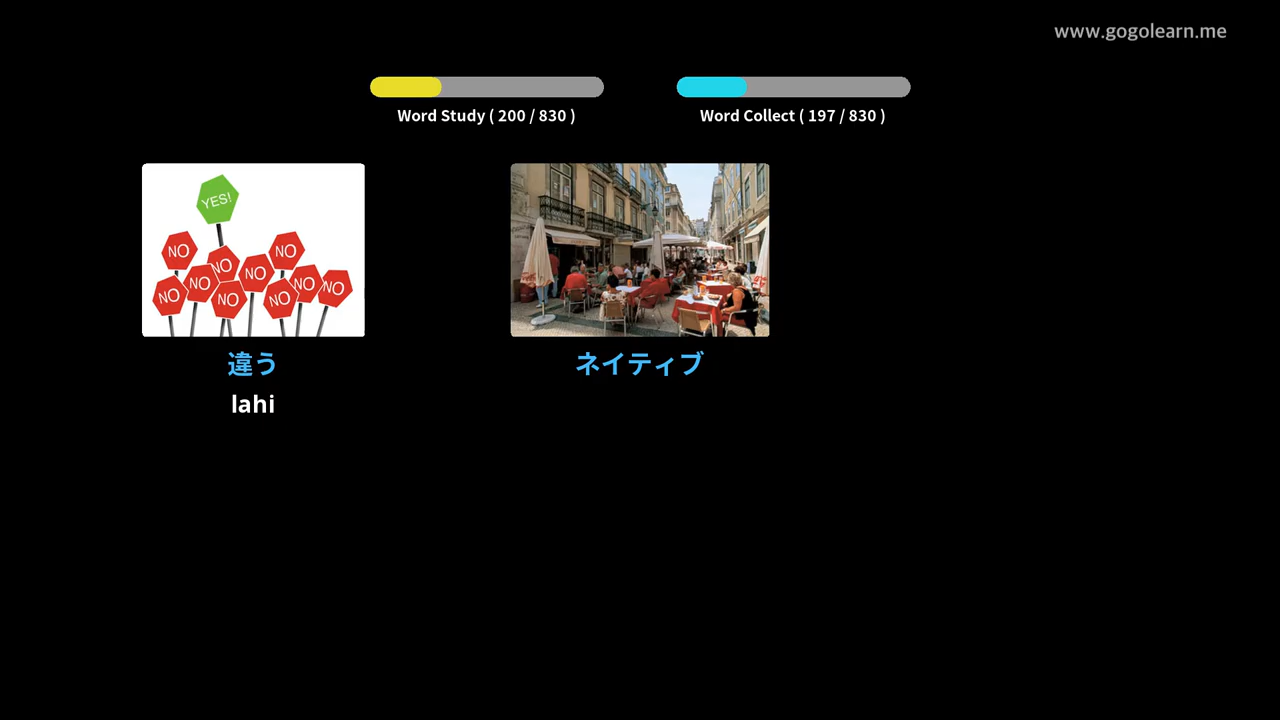 www.gogolearn.me
Word Study ( 200 / 830 )
Word Collect ( 197 / 830 )
YES!
NO
NO
NO
NO
NO
NO
NO
NO
NO
NO
違う
ネイティブ
lahi